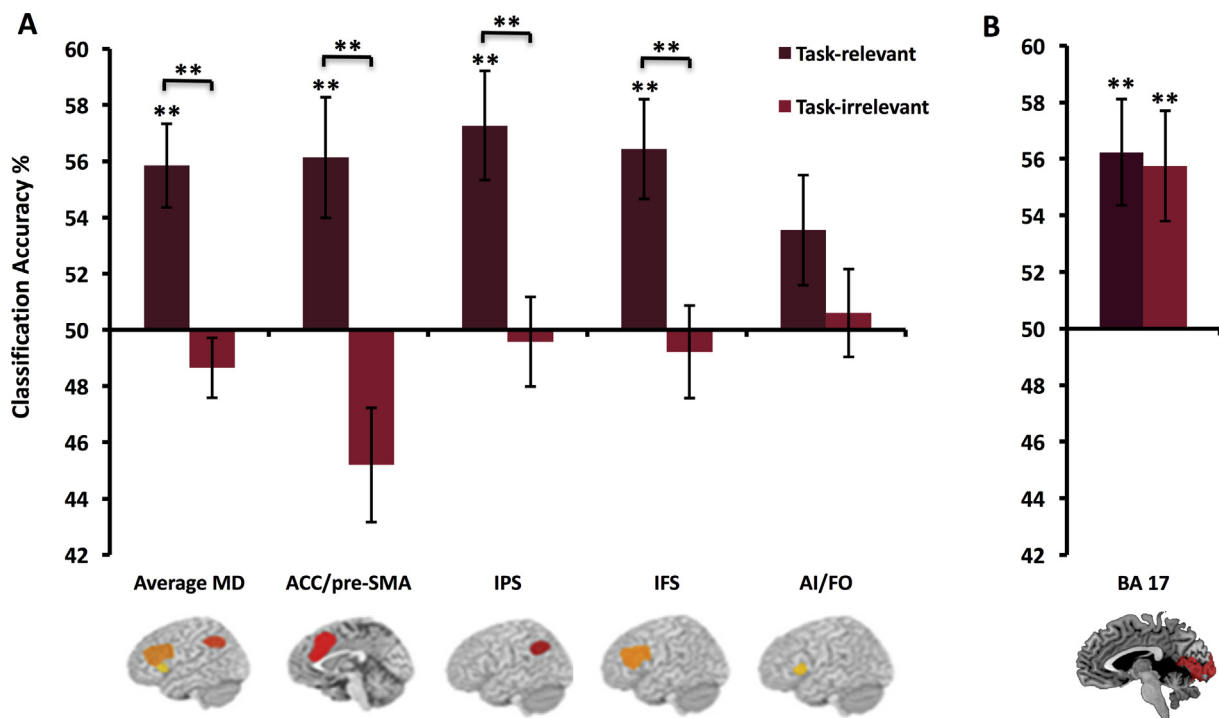 A
B
Classification Accuracy %
60
58
56
54
52
50
48
46
44
42
**
**
**
**
**
**
**
**
Task-relevant
Task-irrelevant
Average MD
ACC/pre-SMA
IPS
IFS
AI/FO
60
58
56
54
52
50
48
46
44
42
** **
BA 17